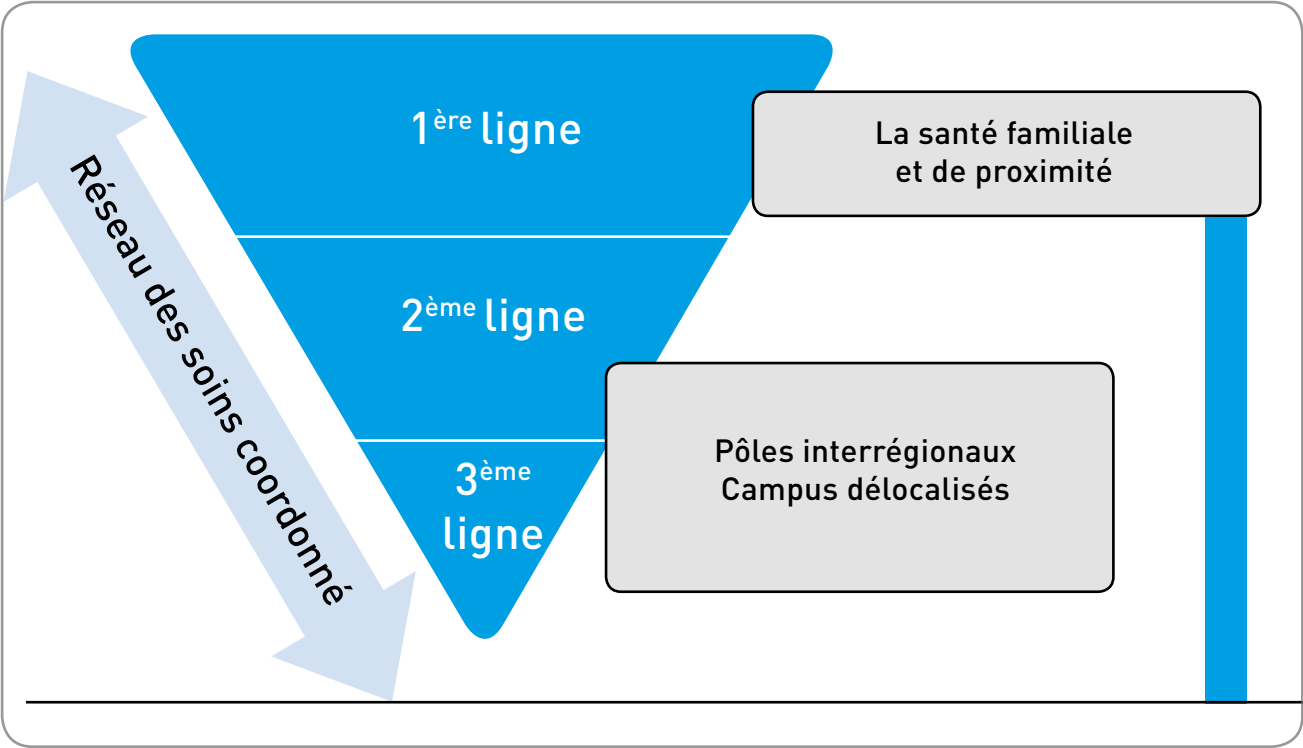 1ère ligne
La santé familiale
et de proximité
Réseau des soins coordonné
2ème ligne
Pôles interrégionaux
Campus délocalisés
3ème
ligne